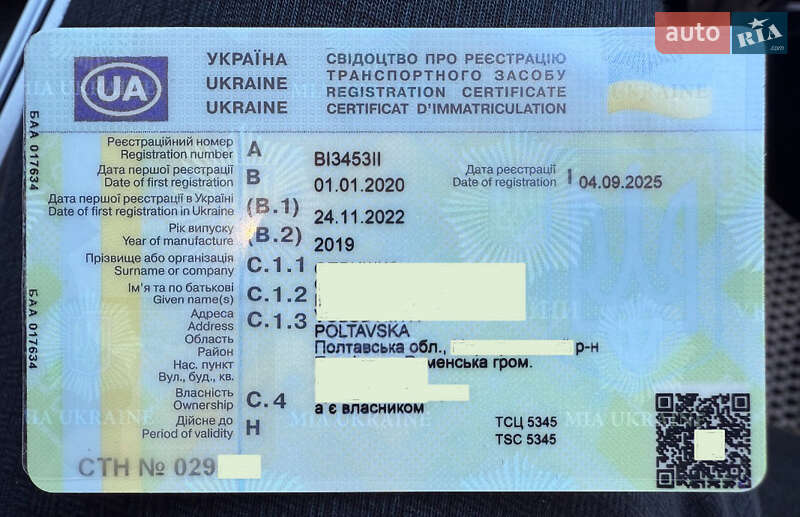 auto RIA .com
УКРАЇНА СВІДОЦТВО ПРО РЕЄСТРАЦІЮ
UKRAINE ТРАНСПОРТНОГО ЗАСОБУ
UKRAINE REGISTRATION CERTIFICATE
CERTIFICAT D'IMMATRICULATION
UA
БАА 017634
Реєстраційний номер
Registration number A BI3453II
Дата першої реєстрації
Date of first registration B 01.01.2020
Дата реєстрації
Date of registration I 04.09.2025
Дата першої реєстрації в Україні
Date of first registration in Ukraine (B.1) 24.11.2022
Рік випуску
Year of manufacture (B.2) 2019
Прізвище або організація
Surname or company C.1.1
Ім'я та по батькові
Given name(s) C.1.2
Адреса
Address C.1.3 POLTAVSKA
Область Полтавська обл., р-н
Район
Нас. пункт менська гром.
Вул., буд., кв.
БАА 017634
Власність
Ownership C.4 а є власником
Дійсне до
Period of validity H
ТСЦ 5345
TSC 5345
MIA UKRAINE
СТН № 029